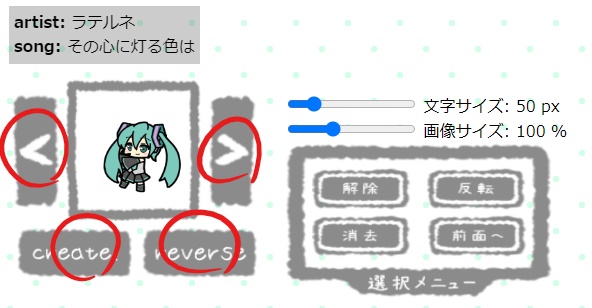 artist: ラテルネ
song: その心に灯る色は
< >
文字サイズ: 50 px
画像サイズ: 100 %
create
reverse
解除 反転
消去 前面へ
選択メニュー